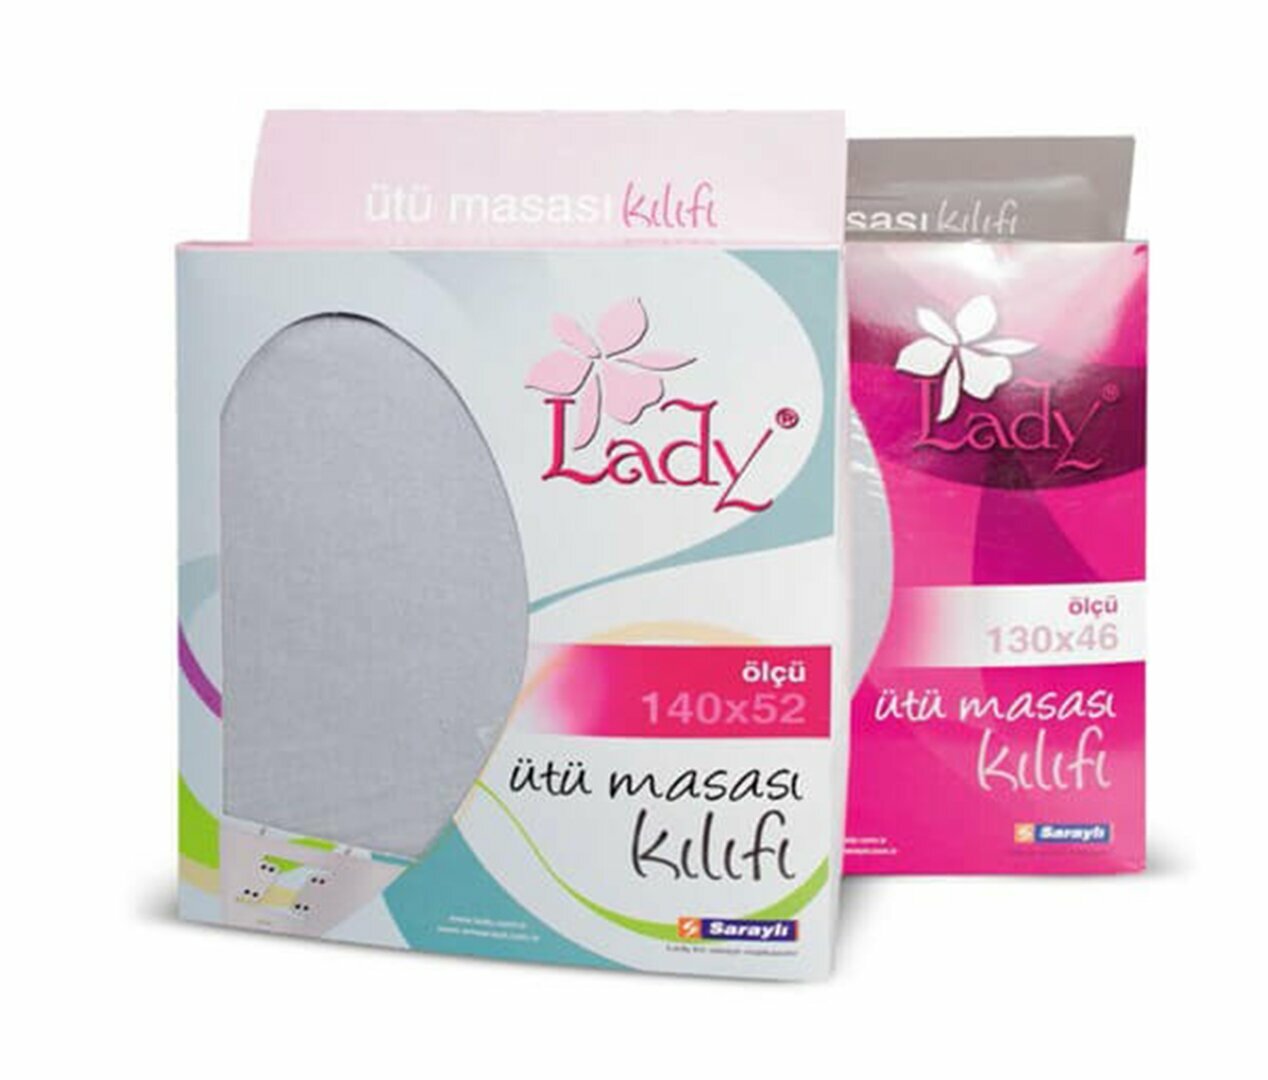 ütü masası kılıfı
Lady®
ölçü
140x52
ütü masası
kılıfı
Saraylı
masası kılıfı
Lady®
ölçü
130x46
ütü masası
kılıfı
Saraylı